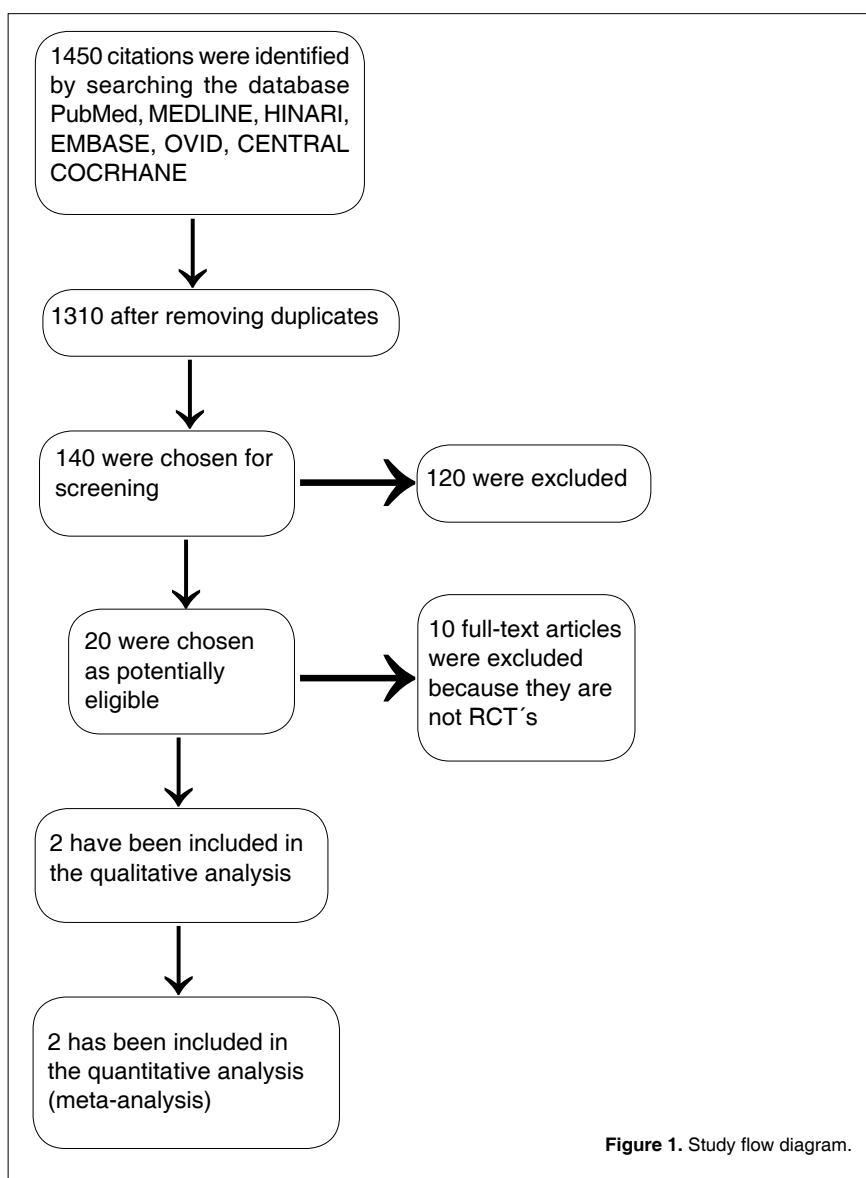 1450 citations were identified
by searching the database
PubMed, MEDLINE, HINARI,
EMBASE, OVID, CENTRAL
COCRHANE
1310 after removing duplicates
140 were chosen for
screening
120 were excluded
20 were chosen
as potentially
eligible
10 full-text articles
were excluded
because they are
not RCT´s
2 have been included in
the qualitative analysis
2 has been included in
the quantitative analysis
(meta-analysis)
Figure 1. Study flow diagram.